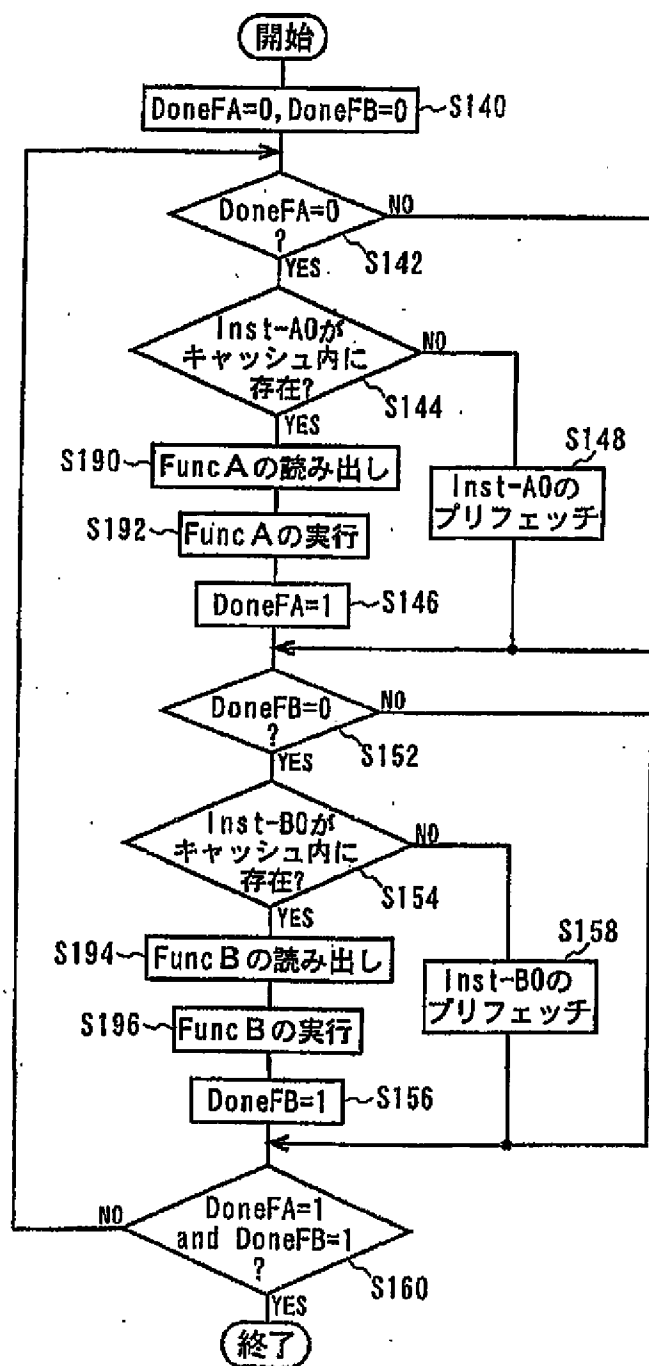 開始
DoneFA=0, DoneFB=0
S140
DoneFA=0
?
NO
S142
YES
Inst-A0が
キャッシュ内に
存在?
NO
S144
YES
S190
FuncAの読み出し
S148
Inst-A0の
プリフェッチ
S192
FuncAの実行
DoneFA=1
S146
DoneFB=0
?
NO
S152
YES
Inst-B0が
キャッシュ内に
存在?
NO
S154
YES
S194
FuncBの読み出し
S158
Inst-B0の
プリフェッチ
S196
FuncBの実行
DoneFB=1
S156
NO
DoneFA=1
and DoneFB=1
?
S160
YES
終了